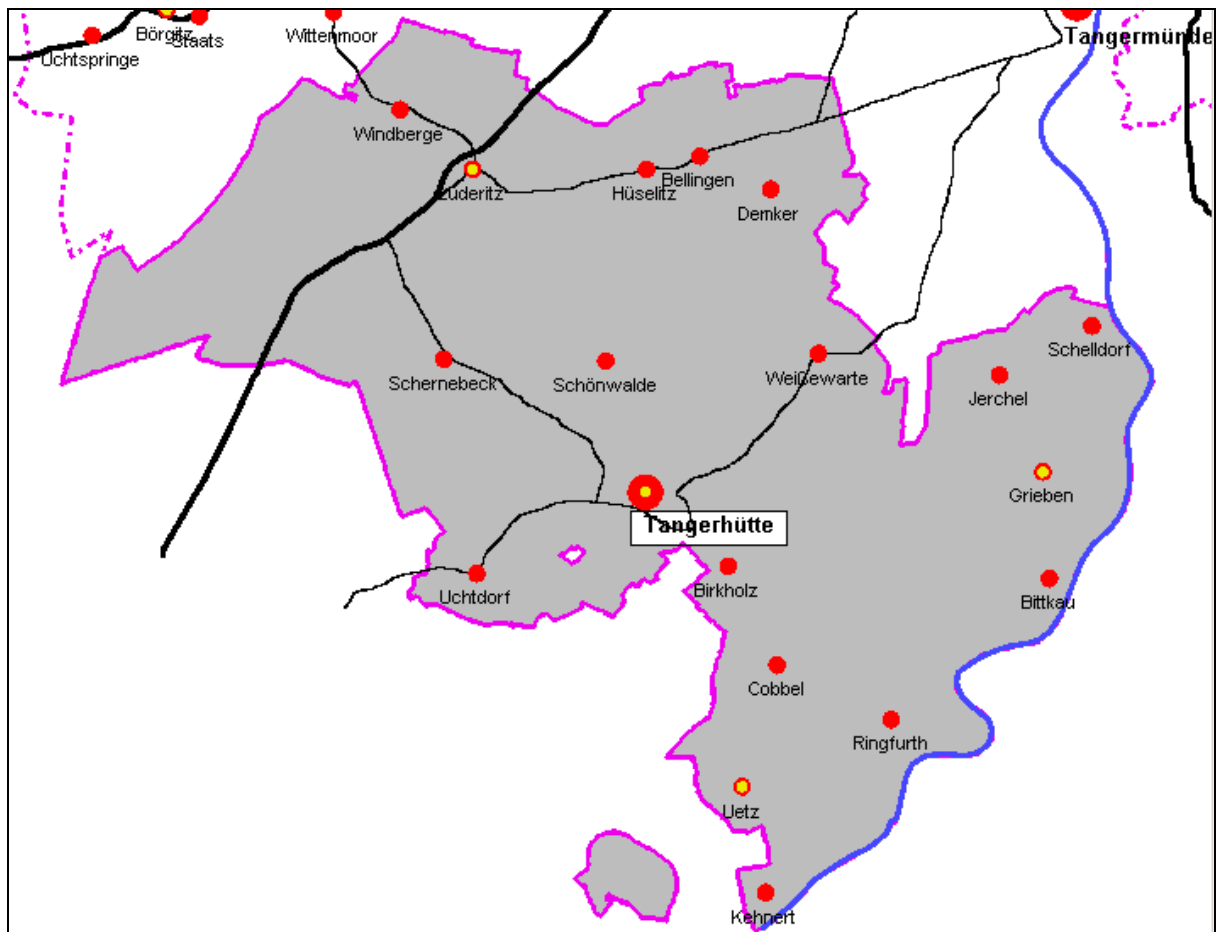 Börgitz
Staats
Wittenmoor
Tangermünde
Uchtspringe
Windberge
Lüderitz
Hüselitz
Bellingen
Demker
Schelldorf
Schernebeck
Schönwalde
Weißewarte
Jerchel
Grieben
Tangerhütte
Uchtdorf
Birkholz
Bittkau
Cobbel
Ringfurth
Uetz
Kehnert